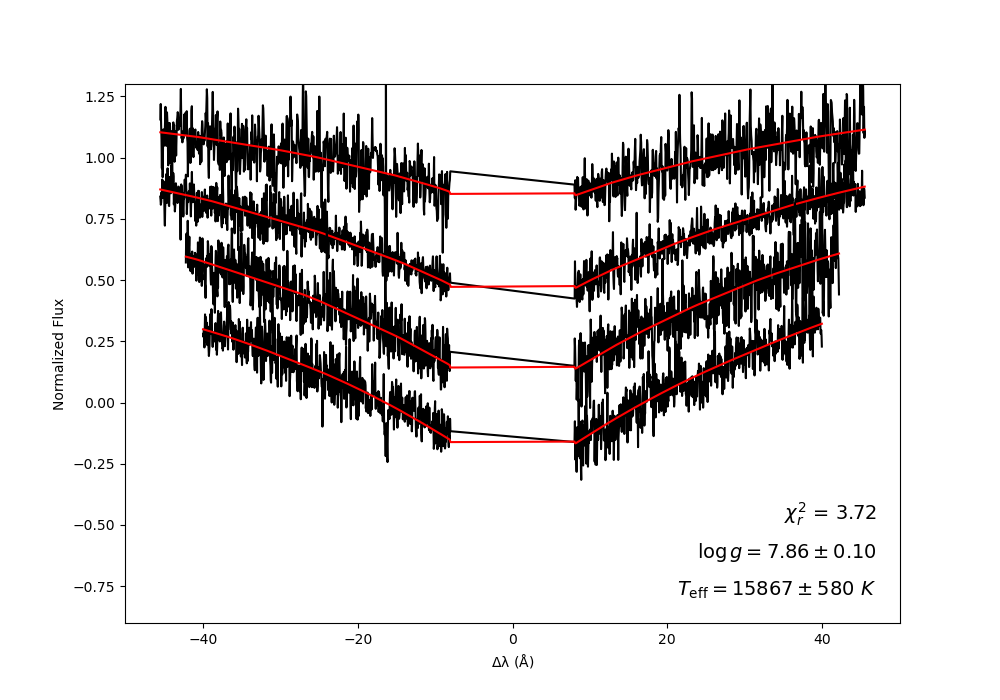 Normalized Flux
1.25
1.00
0.75
0.50
0.25
0.00
−0.25
−0.50
−0.75
χ²ᵣ = 3.72
log g = 7.86 ± 0.10
T_eff = 15867 ± 580 K
−40
−20
0
20
40
Δλ (Å)